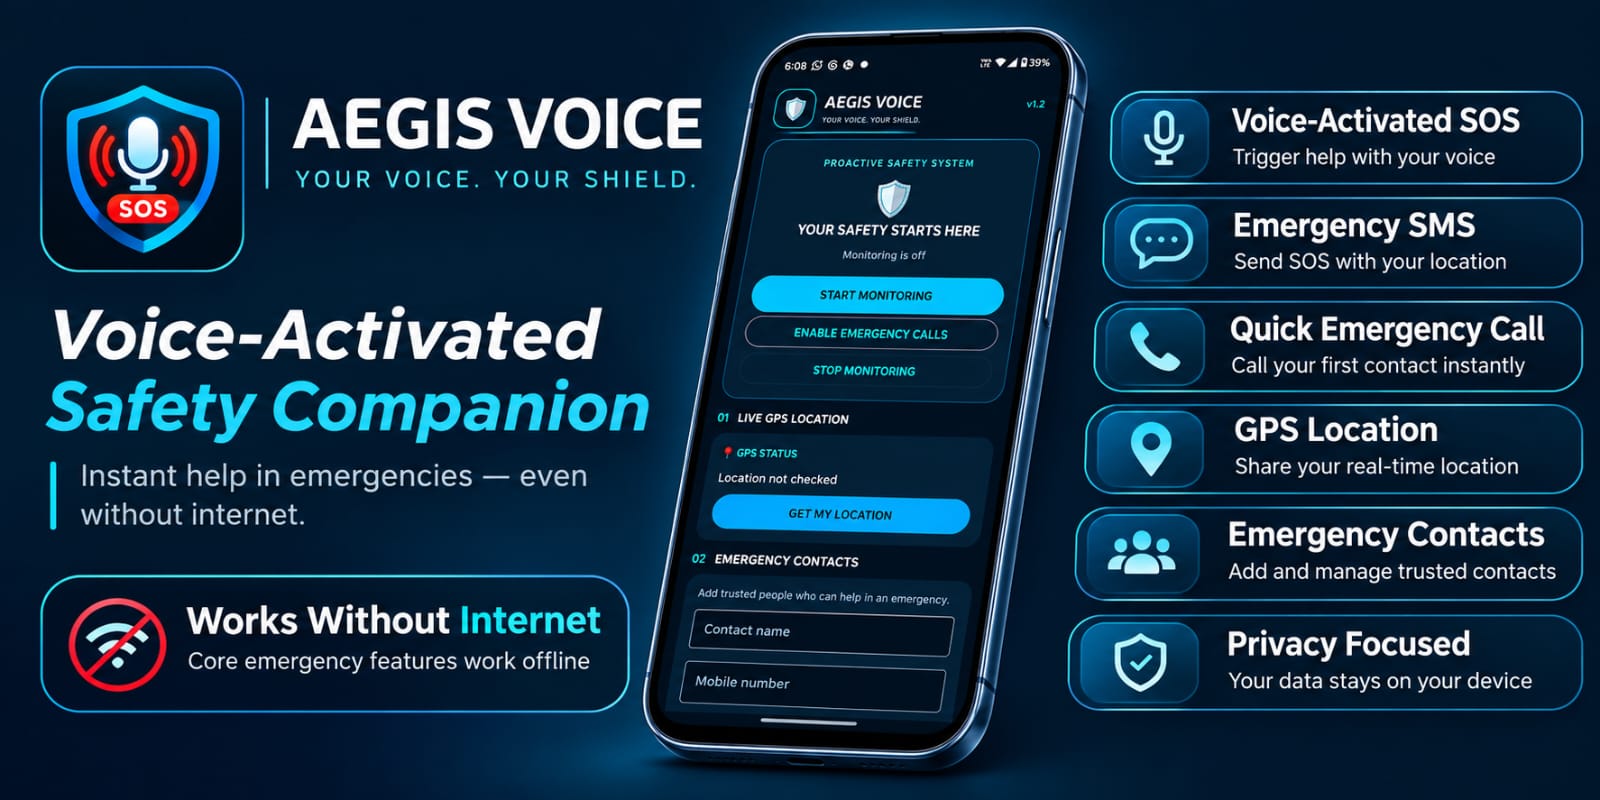 SOS
AEGIS VOICE
YOUR VOICE. YOUR SHIELD.
Voice-Activated
Safety Companion
Instant help in emergencies — even
without internet.
Works Without Internet
Core emergency features work offline
6:08
39%
AEGIS VOICE
YOUR VOICE. YOUR SHIELD.
v1.2
PROACTIVE SAFETY SYSTEM
YOUR SAFETY STARTS HERE
Monitoring is off
START MONITORING
ENABLE EMERGENCY CALLS
STOP MONITORING
01 LIVE GPS LOCATION
GPS STATUS
Location not checked
GET MY LOCATION
02 EMERGENCY CONTACTS
Add trusted people who can help in an emergency.
Contact name
Mobile number
Voice-Activated SOS
Trigger help with your voice
Emergency SMS
Send SOS with your location
Quick Emergency Call
Call your first contact instantly
GPS Location
Share your real-time location
Emergency Contacts
Add and manage trusted contacts
Privacy Focused
Your data stays on your device